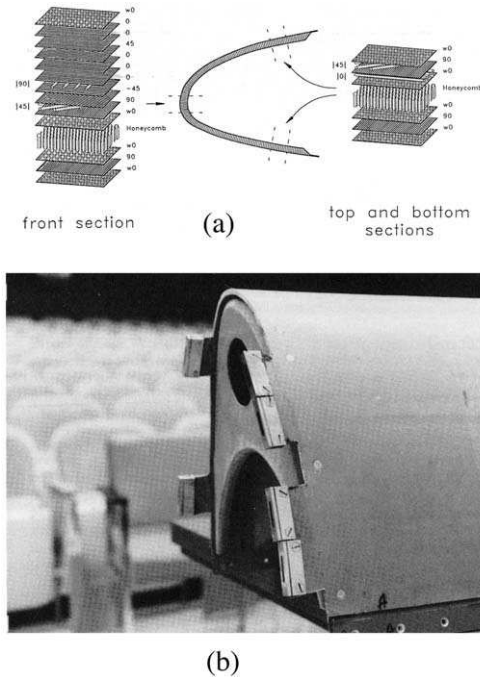 w0
0
0
45
0
0
0
|90|
-45
90
|45|
w0
Honeycomb
w0
90
w0
front section
w0
90
|45|
w0
|0|
Honeycomb
w0
90
w0
top and bottom
sections
(a)
A
(b)